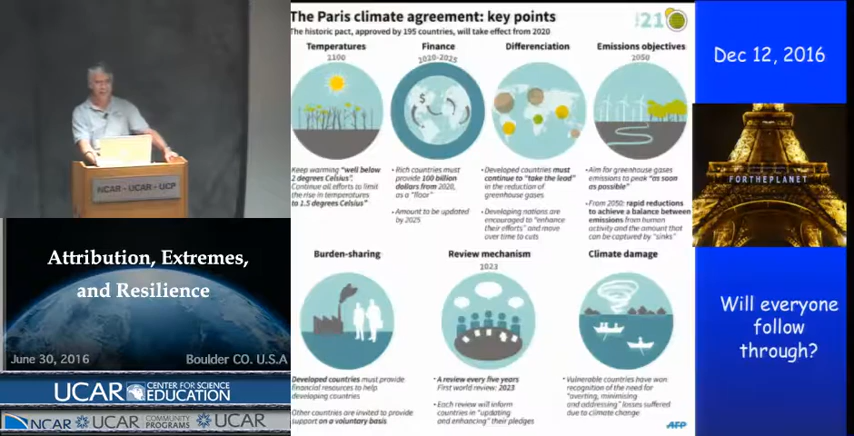 NCAR - UCAR - UCP
Attribution, Extremes,
and Resilience
June 30, 2016
Boulder CO. U.S.A
UCAR
CENTER FOR SCIENCE
EDUCATION
NCAR
UCAR
COMMUNITY
PROGRAMS
UCAR
The Paris climate agreement: key points
21
The historic pact, approved by 195 countries, will take effect from 2020
Temperatures
2100
Keep warming "well below
2 degrees Celsius".
Continue all efforts to limit
the rise in temperatures
to 1.5 degrees Celsius"
Finance
2020-2025
$
• Rich countries must
provide 100 billion
dollars from 2020,
as a "floor"
• Amount to be updated
by 2025
Differenciation
• Developed countries must
continue to "take the lead"
in the reduction of
greenhouse gases
• Developing nations are
encouraged to "enhance
their efforts" and move
over time to cuts
Emissions objectives
2050
• Aim for greenhouse gases
emissions to peak "as soon
as possible"
• From 2050: rapid reductions
to achieve a balance between
emissions from human
activity and the amount that
can be captured by "sinks"
Burden-sharing
Developed countries must provide
financial resources to help
developing countries
Other countries are invited to provide
support on a voluntary basis
Review mechanism
2023
• A review every five years
First world review: 2023
• Each review will inform
countries in "updating
and enhancing" their pledges
Climate damage
• Vulnerable countries have won
recognition of the need for
"averting, minimising
and addressing" losses suffered
due to climate change
AFP
Dec 12, 2016
FORTHEPLANET
Will everyone
follow
through?